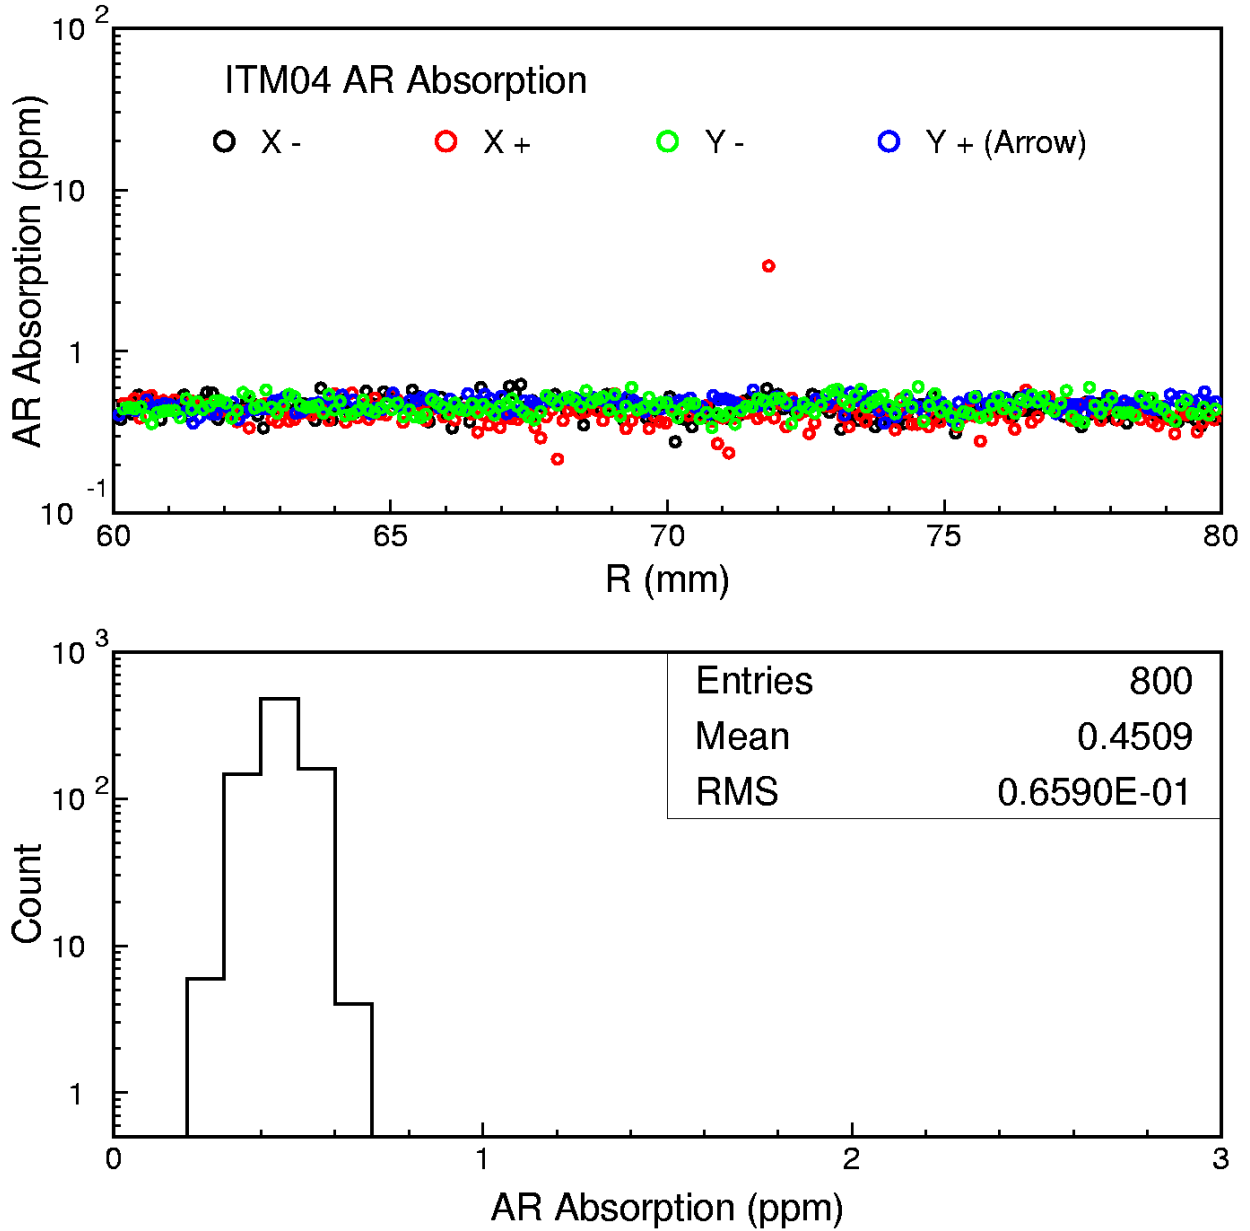 10 2
ITM04 AR Absorption
X - X + Y - Y + (Arrow)
10
1
10 -1
AR Absorption (ppm)
60 65 70 75 80
R (mm)
10 3
Entries 800
Mean 0.4509
RMS 0.6590E-01
10 2
10
1
Count
0 1 2 3
AR Absorption (ppm)